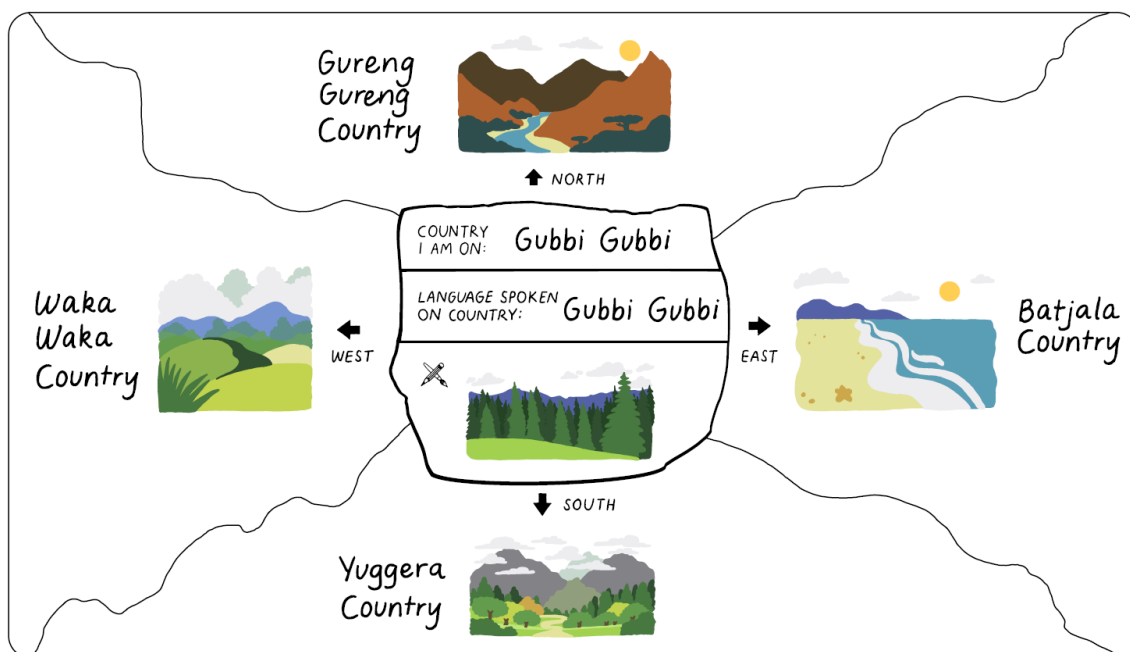 Gureng
Gureng
Country
NORTH
COUNTRY
I AM ON:
Gubbi Gubbi
LANGUAGE SPOKEN
ON COUNTRY:
Gubbi Gubbi
Waka
Waka
Country
WEST
EAST
Batjala
Country
SOUTH
Yuggera
Country